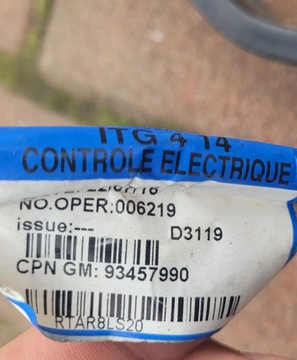 ITG 4 14
CONTROLE ELECTRIQUE
NO.OPER:006219
issue:---
D3119
CPN GM: 93457990
RTAR8LS20